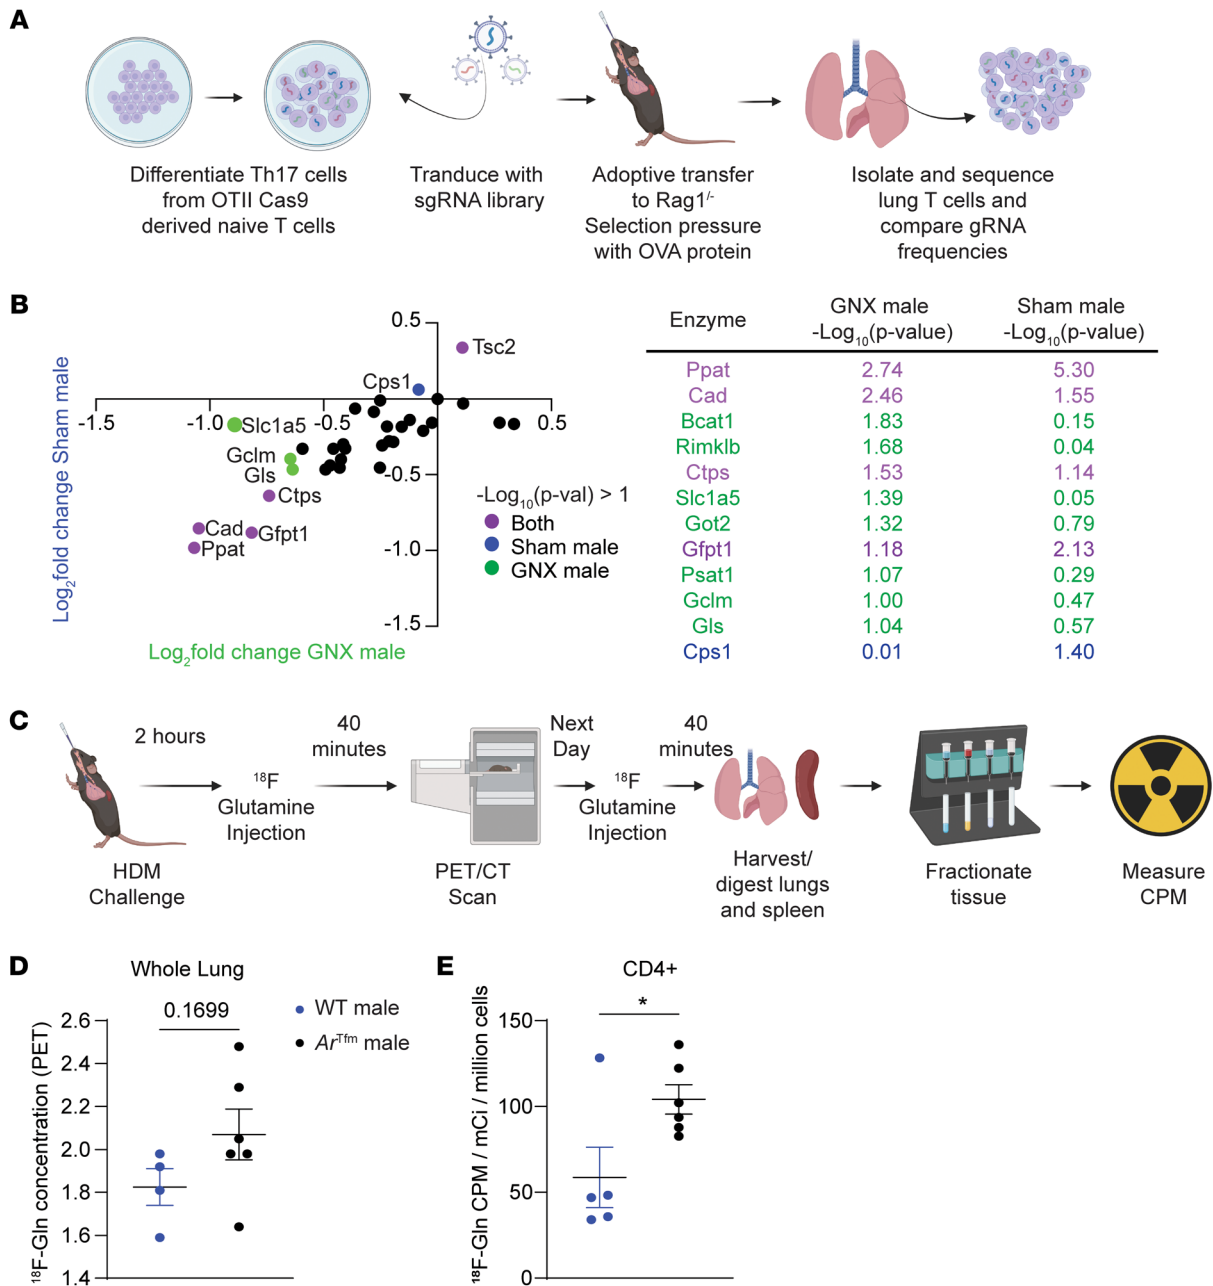 A
Differentiate Th17 cells
from OTII Cas9
derived naive T cells
Tranduce with
sgRNA library
Adoptive transfer
to Rag1/-
Selection pressure
with OVA protein
Isolate and sequence
lung T cells and
compare gRNA
frequencies
B
Log2fold change Sham male
0.5
Tsc2
Cps1
-1.5
-1.0
-0.5
0.5
Slc1a5
Gclm
Gls
-0.5
Ctps
Cad
Gfpt1
Ppat
-1.0
-1.5
-Log10(p-val) > 1
Both
Sham male
GNX male
Log2fold change GNX male
Enzyme
GNX male
-Log10(p-value)
Sham male
-Log10(p-value)
Ppat 2.74 5.30
Cad 2.46 1.55
Bcat1 1.83 0.15
Rimklb 1.68 0.04
Ctps 1.53 1.14
Slc1a5 1.39 0.05
Got2 1.32 0.79
Gfpt1 1.18 2.13
Psat1 1.07 0.29
Gclm 1.00 0.47
Gls 1.04 0.57
Cps1 0.01 1.40
C
HDM
Challenge
2 hours
18F
Glutamine
Injection
40
minutes
PET/CT
Scan
Next
Day
18F
Glutamine
Injection
40
minutes
Harvest/
digest lungs
and spleen
Fractionate
tissue
Measure
CPM
D
Whole Lung
0.1699
WT male
ArTfm male
18F-Gln concentration (PET)
2.6
2.4
2.2
2.0
1.8
1.6
1.4
E
CD4+
*
18F-Gln CPM / mCi / million cells
150
100
50
0